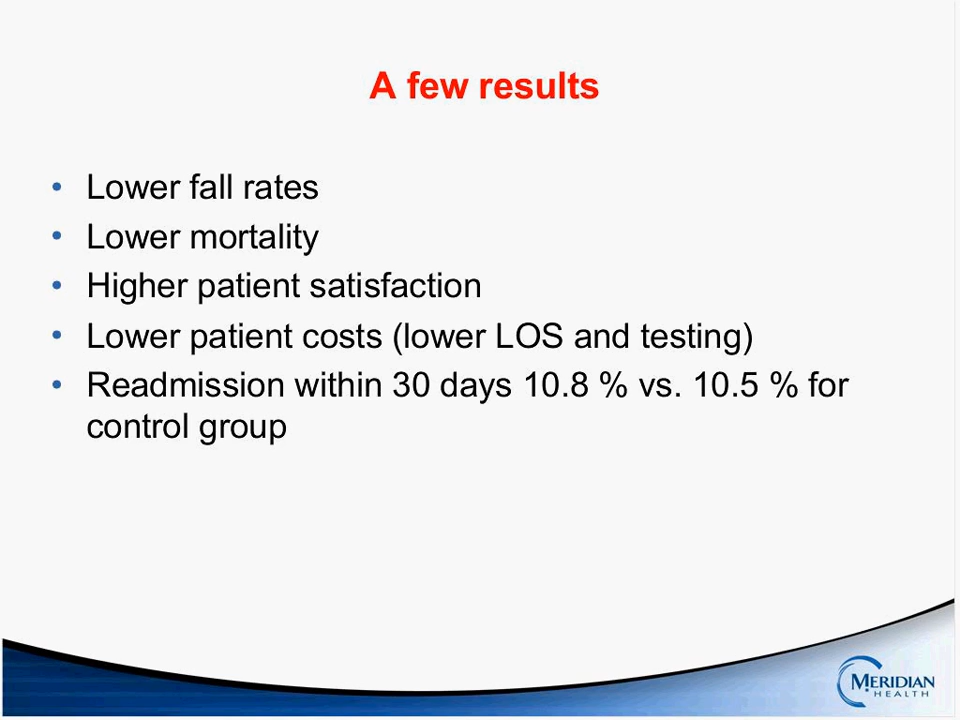 A few results
• Lower fall rates
• Lower mortality
• Higher patient satisfaction
• Lower patient costs (lower LOS and testing)
• Readmission within 30 days 10.8 % vs. 10.5 % for
control group
MERIDIAN
HEALTH